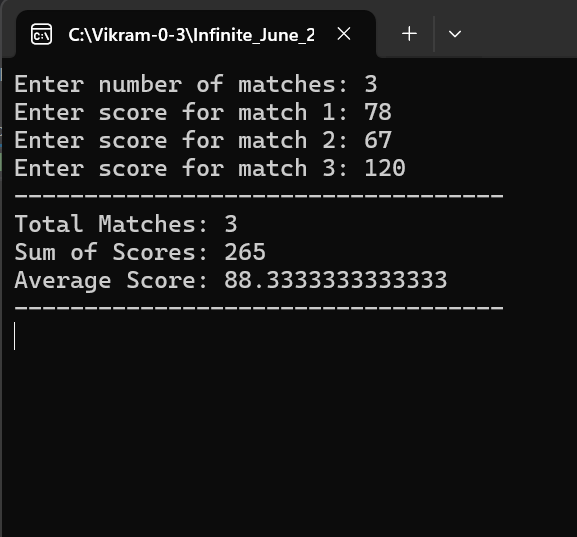 C:\Vikram-0-3\Infinite_June_2
Enter number of matches: 3
Enter score for match 1: 78
Enter score for match 2: 67
Enter score for match 3: 120
-----------------------------------
Total Matches: 3
Sum of Scores: 265
Average Score: 88.3333333333333
-----------------------------------